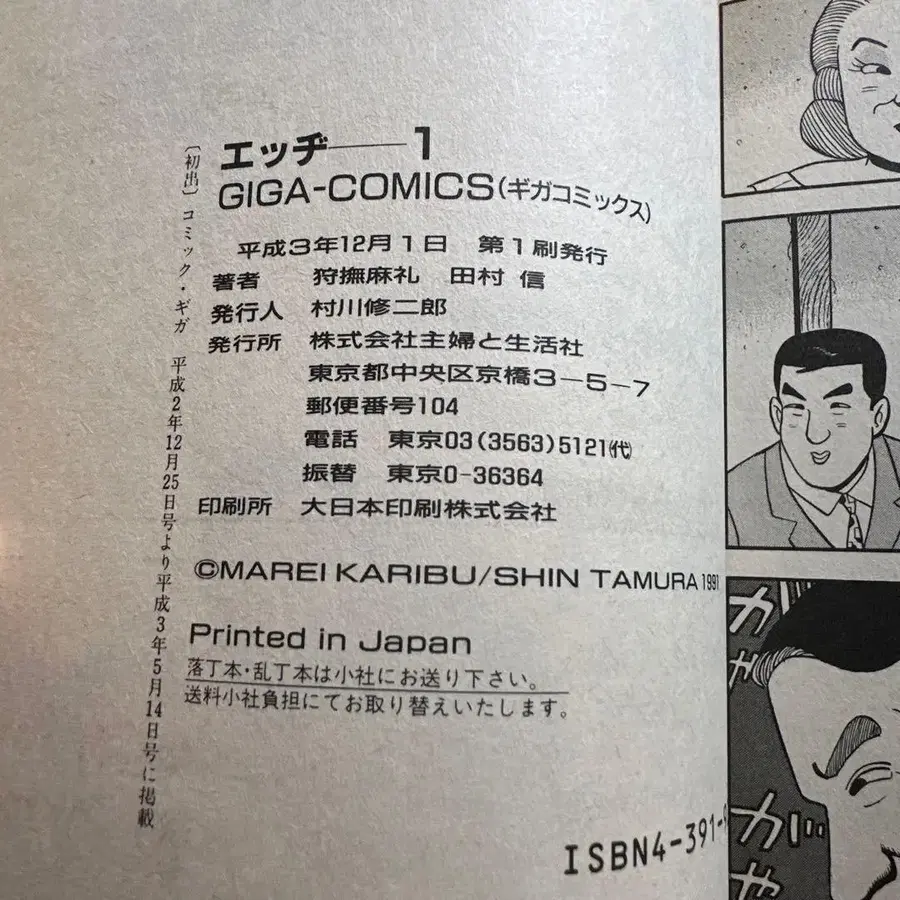 エッヂ──1
GIGA-COMICS(ギガコミックス)
平成3年12月1日 第1刷発行
著者 狩撫麻礼 田村 信
発行人 村川修二郎
発行所 株式会社主婦と生活社
東京都中央区京橋3-5-7
郵便番号104
電話 東京03(3563)5121(代)
振替 東京0-36364
印刷所 大日本印刷株式会社
©MAREI KARIBU/SHIN TAMURA 1991
Printed in Japan
落丁本・乱丁本は小社にお送り下さい。
送料小社負担にてお取り替えいたします。
ISBN4-391-
〔初出〕コミック・ギガ 平成2年12月25日号より平成3年5月14日号に掲載
ガヤ
ガヤ